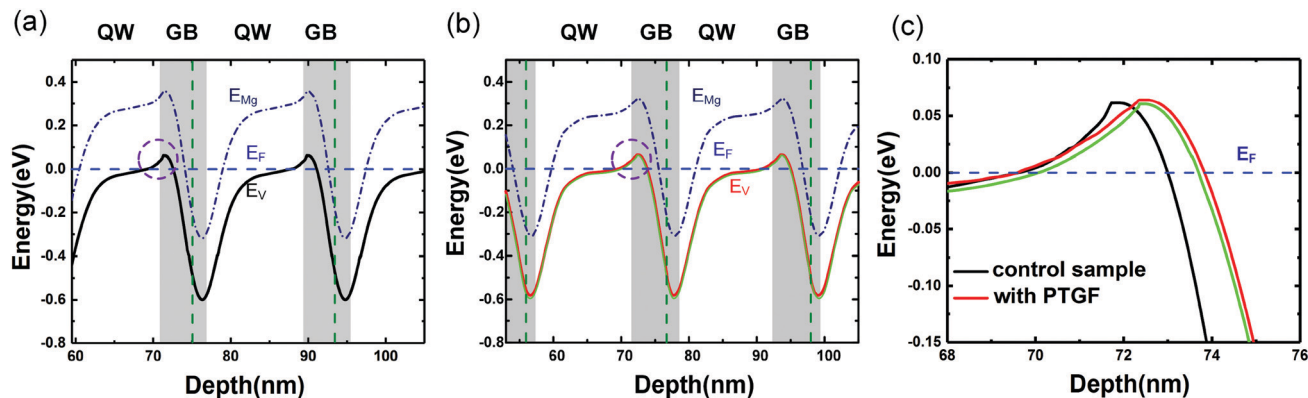 (a)
QW GB QW GB
Energy(eV)
0.4
0.2
0.0
-0.2
-0.4
-0.6
-0.8
E_Mg
E_F
E_V
60 70 80 90 100
Depth(nm)
(b)
QW GB QW GB
Energy(eV)
0.4
0.2
0.0
-0.2
-0.4
-0.6
-0.8
E_Mg
E_F
E_V
60 70 80 90 100
Depth(nm)
(c)
Energy(eV)
0.10
0.05
0.00
-0.05
-0.10
-0.15
E_F
control sample
with PTGF
68 70 72 74 76
Depth(nm)